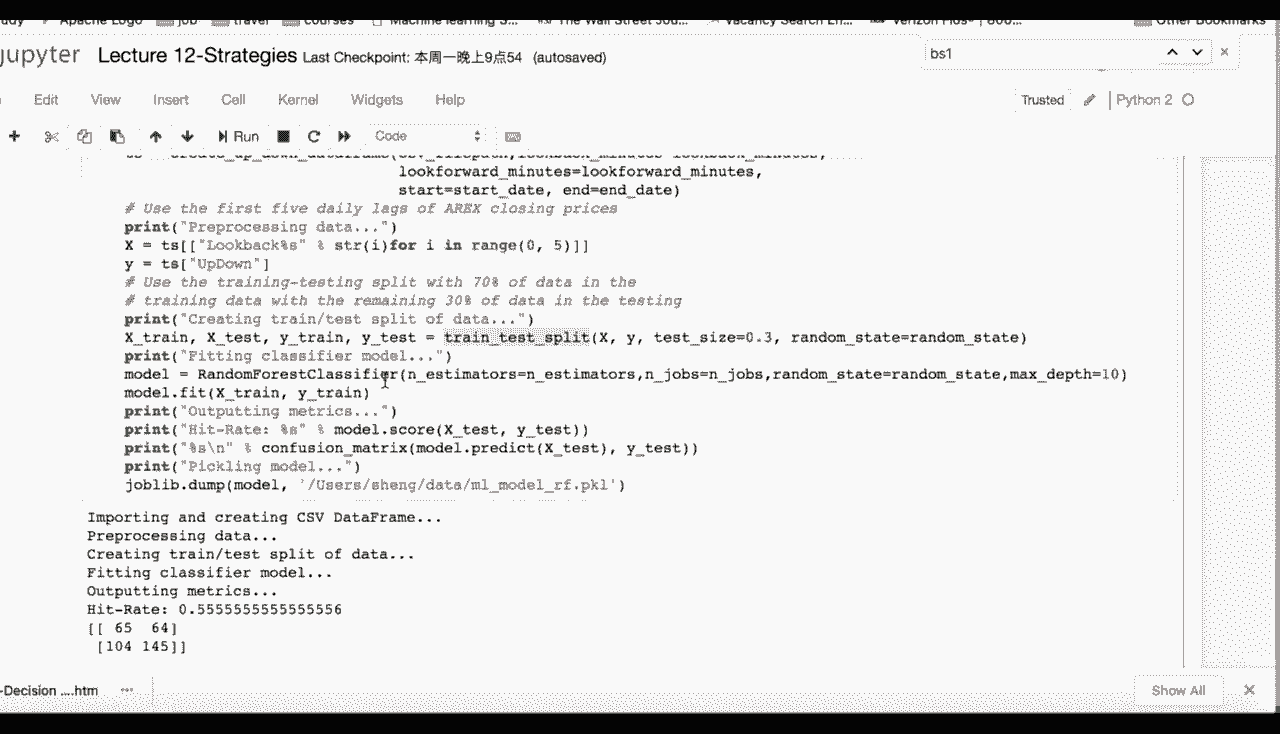 Apache Logo job travel courses Machine learning S... The Wall Street Jou... Vacancy Search En... Verizon Plus® | 800... Other Bookmarks
jupyter Lecture 12-Strategies Last Checkpoint: 本周一晚上9点54 (autosaved)
bs1
Edit View Insert Cell Kernel Widgets Help
Trusted Python 2
Run Code
create_up_down_dataframe(csv_filepath,lookback_minutes=lookback_minutes,
lookforward_minutes=lookforward_minutes,
start=start_date, end=end_date)
# Use the first five daily lags of AREX closing prices
print("Preprocessing data...")
X = ts[["Lookback%s" % str(i)for i in range(0, 5)]]
y = ts["UpDown"]
# Use the training-testing split with 70% of data in the
# training data with the remaining 30% of data in the testing
print("Creating train/test split of data...")
X_train, X_test, y_train, y_test = train_test_split(X, y, test_size=0.3, random_state=random_state)
print("Fitting classifier model...")
model = RandomForestClassifier(n_estimators=n_estimators,n_jobs=n_jobs,random_state=random_state,max_depth=10)
model.fit(X_train, y_train)
print("Outputting metrics...")
print("Hit-Rate: %s" % model.score(X_test, y_test))
print("%s\n" % confusion_matrix(model.predict(X_test), y_test))
print("Pickling model...")
joblib.dump(model, '/Users/sheng/data/ml_model_rf.pkl')
Importing and creating CSV DataFrame...
Preprocessing data...
Creating train/test split of data...
Fitting classifier model...
Outputting metrics...
Hit-Rate: 0.5555555555555556
[[ 65 64]
[104 145]]
-Decision ....htm
Show All